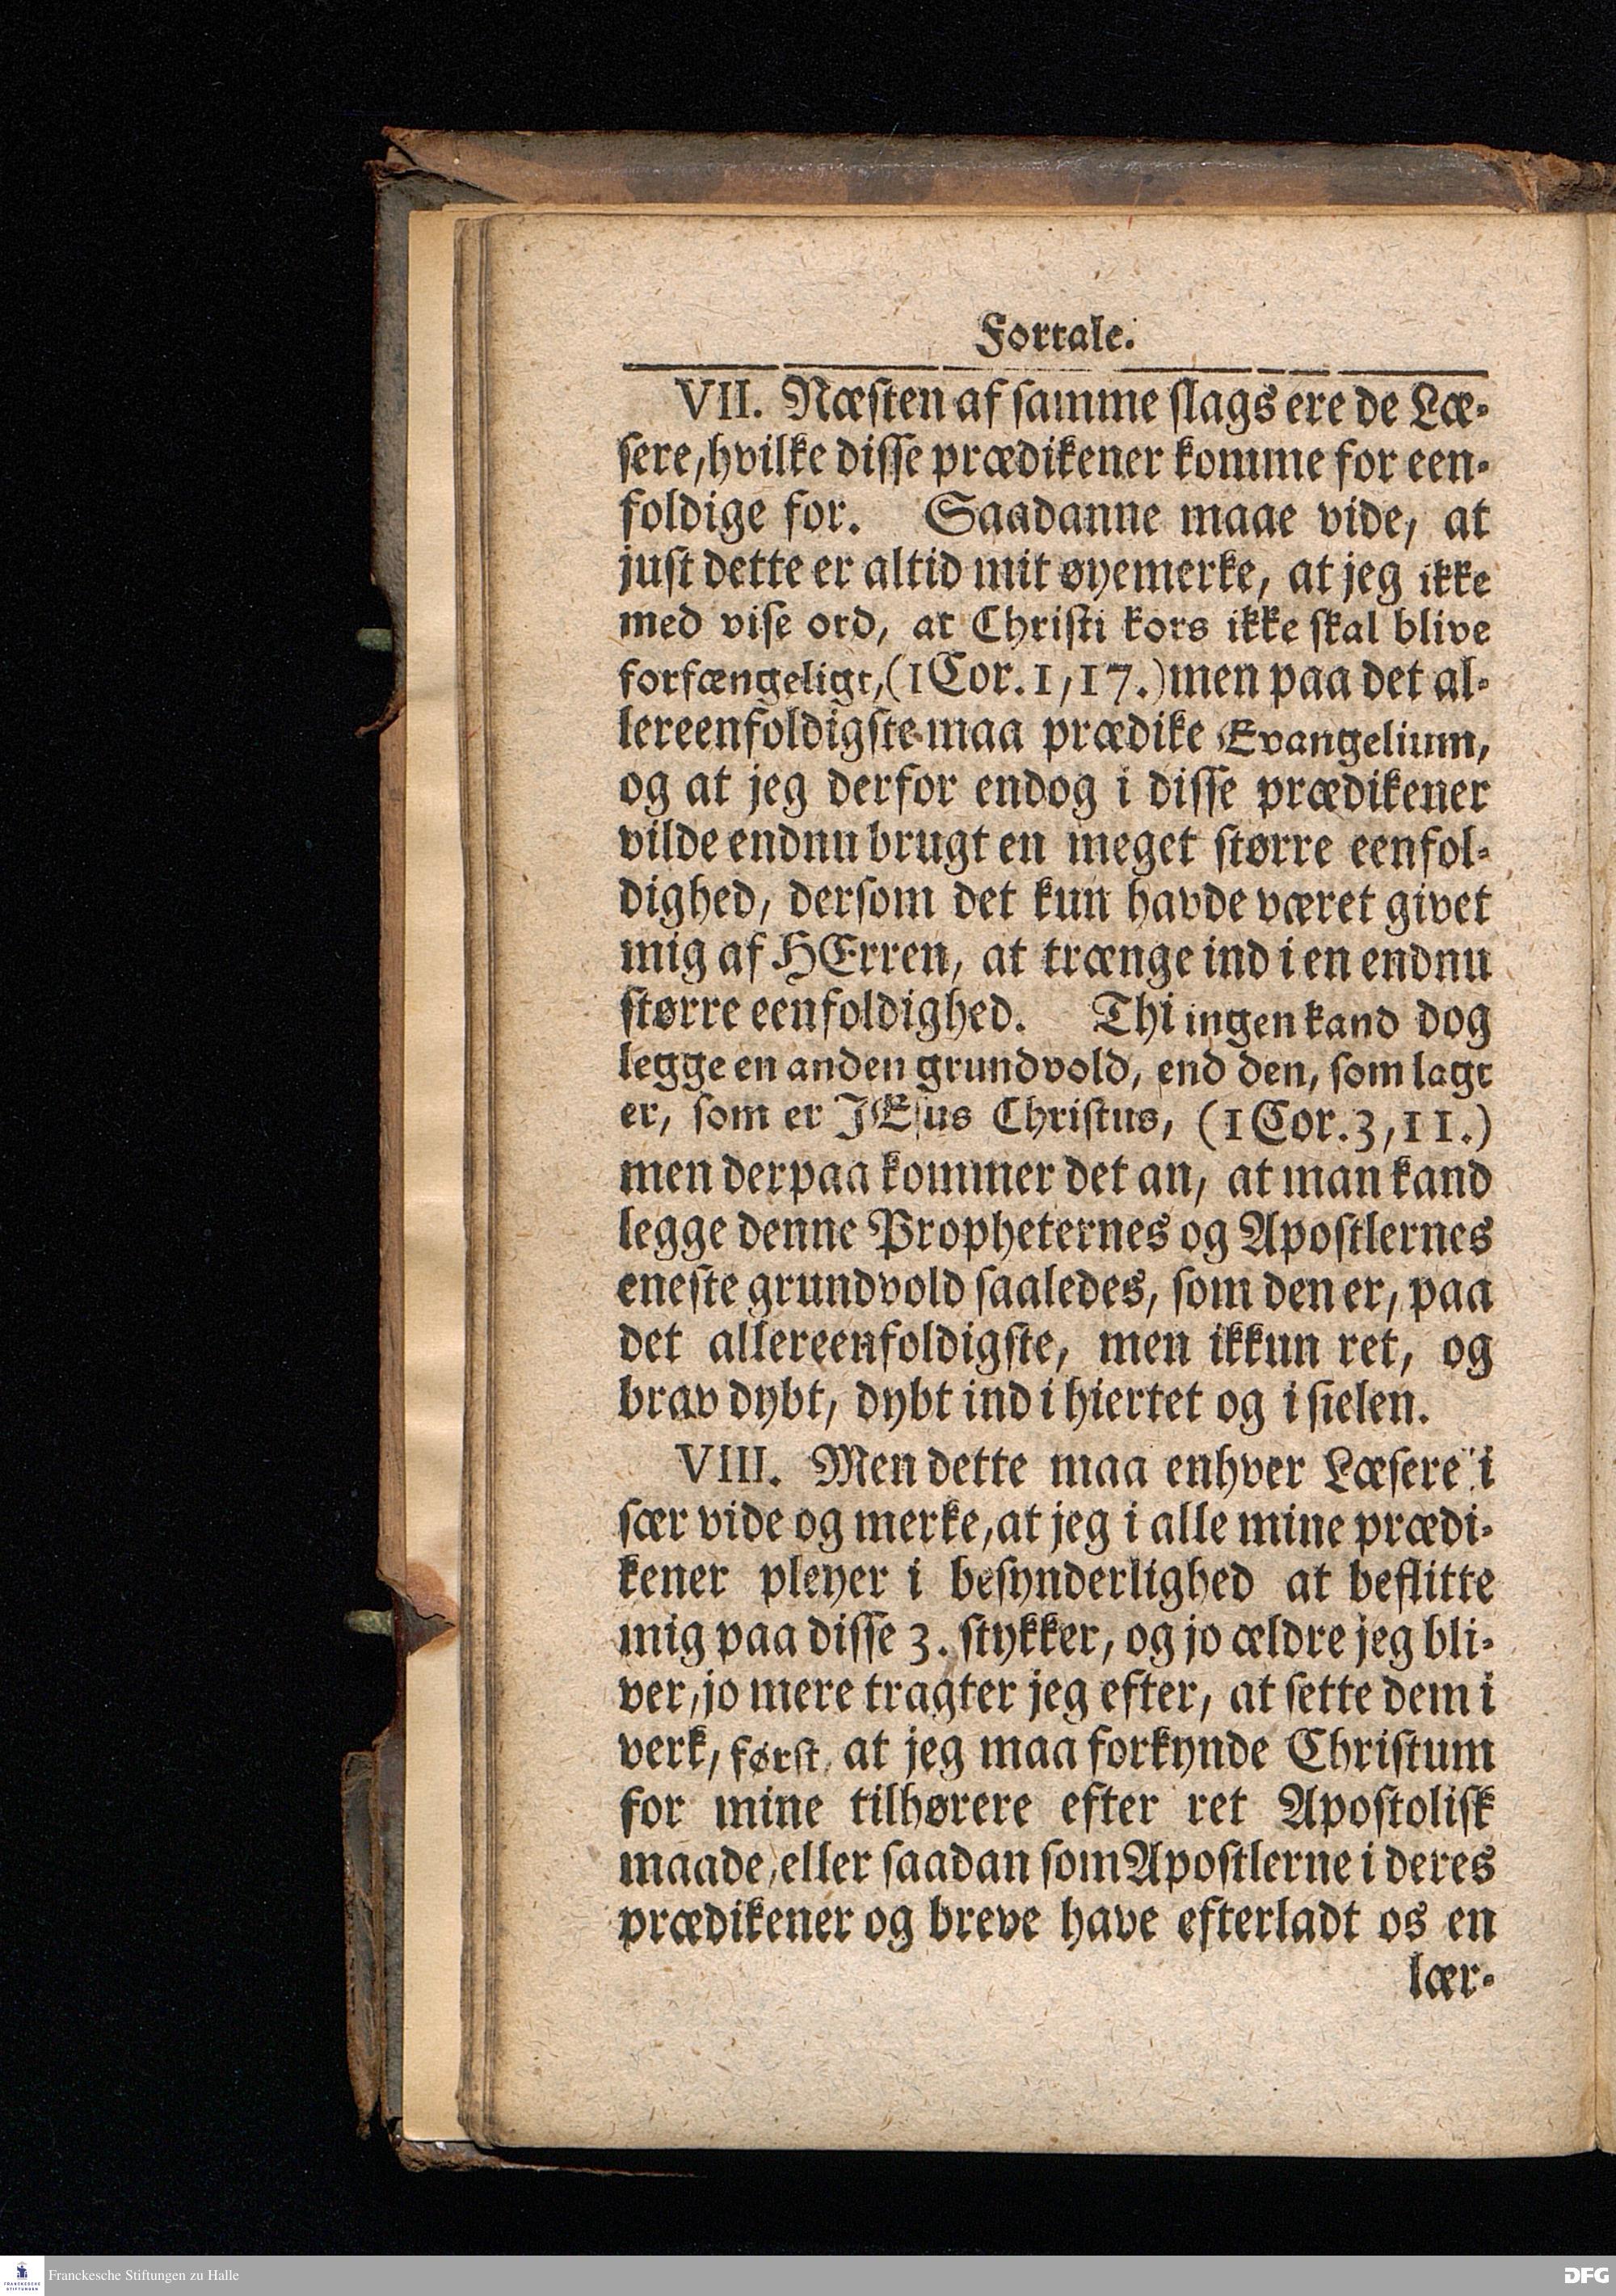 Fortale.
VII. Næsten af samme slags ere de Læ-
sere, hvilke disse prædikener komme for een-
foldige for. Saadanne maae vide, at
just dette er altid mit øyemerke, at jeg ikke
med vise ord, at Christi kors ikke skal blive
forfængeligt, (1 Cor. 1, 17.) men paa det al-
lereenfoldigste maa prædike Evangelium,
og at jeg derfor endog i disse prædikener
vilde endnu brugt en meget større eenfol-
dighed, dersom det kun havde været givet
mig af HErren, at trænge ind i en endnu
større eenfoldighed. Thi ingen kand dog
legge en anden grundvold, end den, som lagt
er, som er JEsus Christus, (1 Cor. 3, 11.)
men derpaa kommer det an, at man kand
legge denne Propheternes og Apostlernes
eneste grundvold saaledes, som den er, paa
det allereenfoldigste, men ikkun ret, og
brav dybt, dybt ind i hiertet og i sielen.
VIII. Men dette maa enhver Læsere i
sær vide og merke, at jeg i alle mine prædi-
kener pleyer i besynderlighed at beflitte
mig paa disse 3. stykker, og jo ældre jeg bli-
ver, jo mere tragter jeg efter, at sette dem i
verk, først, at jeg maa forkynde Christum
for mine tilhørere efter ret Apostolisk
maade, eller saadan som Apostlerne i deres
prædikener og breve have efterladt os en
lær-
Franckesche Stiftungen zu Halle
DFG